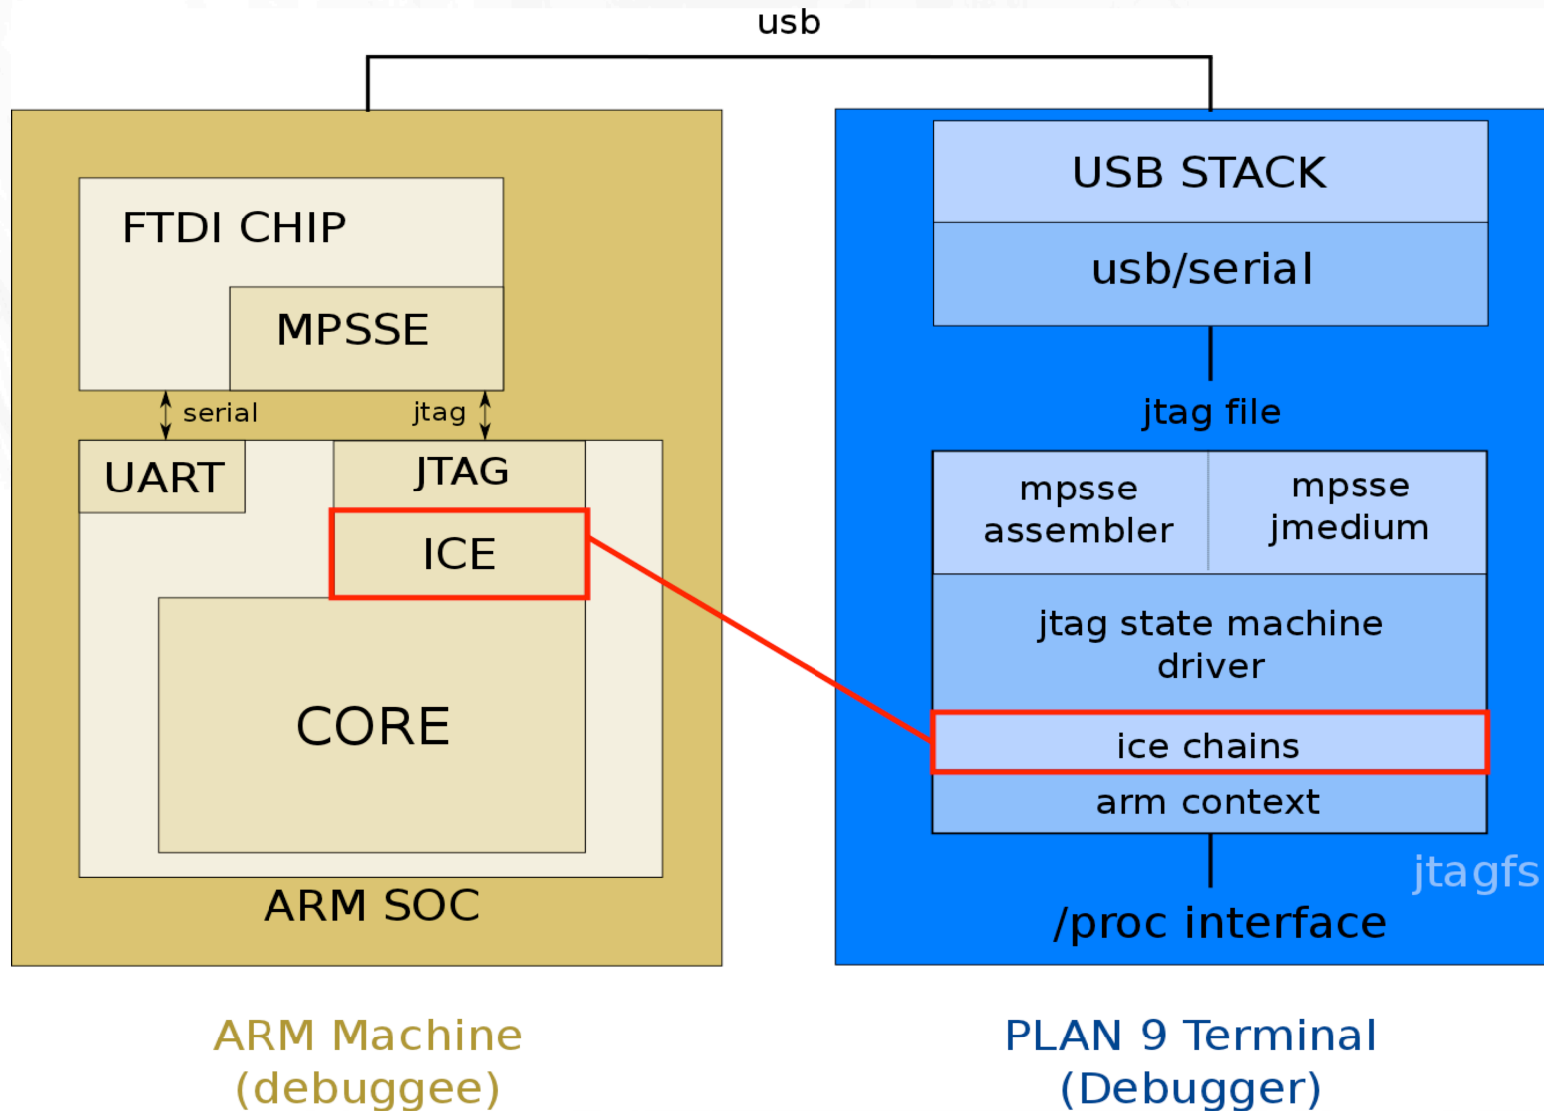 usb
FTDI CHIP
MPSSE
serial
jtag
UART
JTAG
ICE
CORE
ARM SOC
ARM Machine
(debuggee)
USB STACK
usb/serial
jtag file
mpsse
assembler
mpsse
jmedium
jtag state machine
driver
ice chains
arm context
jtagfs
/proc interface
PLAN 9 Terminal
(Debugger)